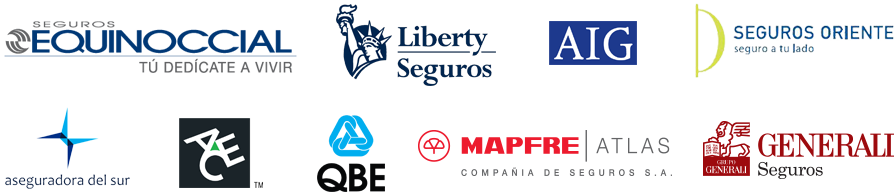 SEGUROS
EQUINOCCIAL
TÚ DEDÍCATE A VIVIR
Liberty
Seguros
AIG
SEGUROS ORIENTE
seguro a tu lado
aseguradora del sur
ACE
TM
QBE
MAPFRE | ATLAS
COMPAÑIA DE SEGUROS S.A.
GRUPO
GENERALI
GENERALI
Seguros